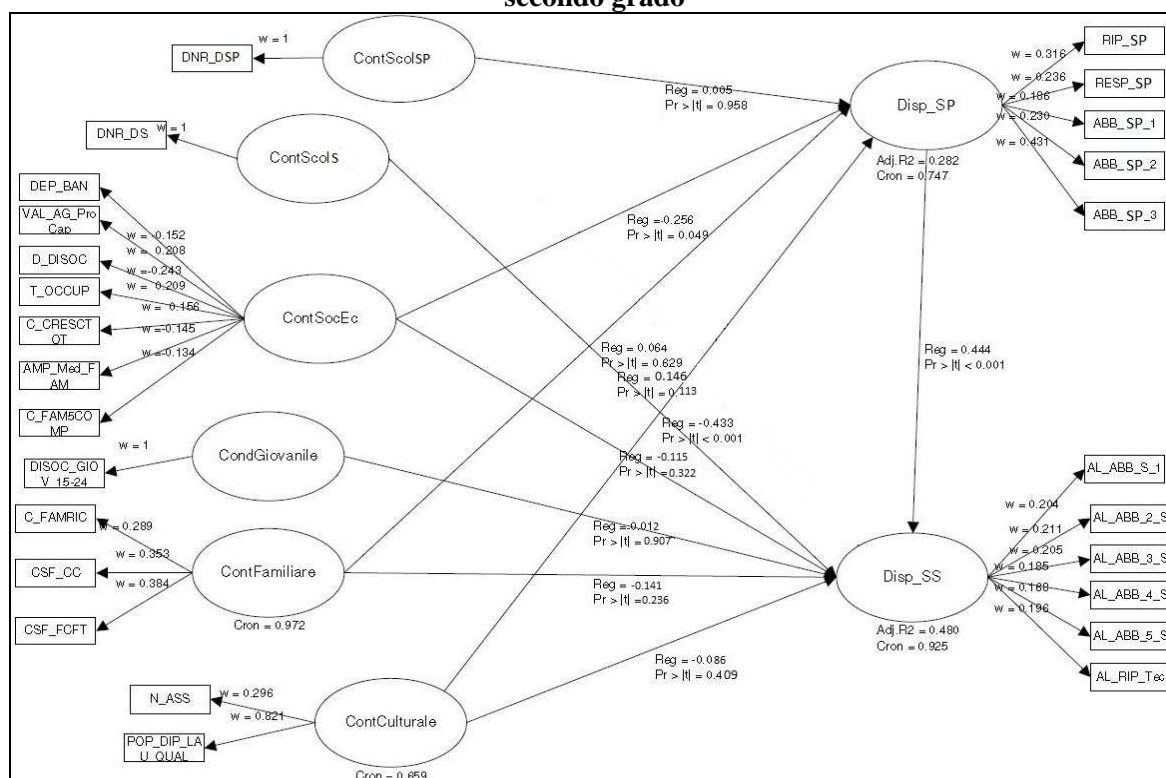 secondo grado
DNR_DSP
w = 1
ContScolSP
DNR_DS
w = 1
ContScolS
DEP_BAN
VAL_AG_Pro
Cap
D_DISOC
T_OCCUP
C_CRESCT
OT
AMP_Med_F
AM
C_FAM5CO
MP
w = -0.152
w = 0.208
w =-0.243
w = 0.209
w = 0.156
w =-0.145
w =-0.134
ContSocEc
w = 1
DISOC_GIO
V_15-24
CondGiovanile
C_FAMRIC
CSF_CC
CSF_FCFT
w = 0.289
w = 0.353
w = 0.384
ContFamiliare
Cron = 0.972
N_ASS
POP_DIP_LA
U_QUAL
w = 0.296
w = 0.821
ContCulturale
Cron = 0.659
Reg = 0.005
Pr > |t| = 0.958
Reg =-0.256
Pr > |t| = 0.049
Reg = 0.064
Pr > |t| = 0.629
Reg = 0.146
Pr > |t| = 0.113
Reg = -0.433
Pr > |t| < 0.001
Reg = -0.115
Pr > |t| = 0.322
Reg =-0.012
Pr > |t| = 0.907
Reg = -0.141
Pr > |t| =0.236
Reg = -0.086
Pr > |t| = 0.409
Disp_SP
Adj.R2 = 0.282
Cron = 0.747
w = 0.316
w = 0.236
w = 0.186
w = 0.230
w = 0.431
RIP_SP
RESP_SP
ABB_SP_1
ABB_SP_2
ABB_SP_3
Reg = 0.444
Pr > |t| < 0.001
Disp_SS
Adj.R2 = 0.480
Cron = 0.925
w = 0.204
w = 0.211
w = 0.205
w = 0.185
w = 0.168
w = 0.196
AL_ABB_S_1
AL_ABB_2_S
AL_ABB_3_S
AL_ABB_4_S
AL_ABB_5_S
AL_RIP_Tec